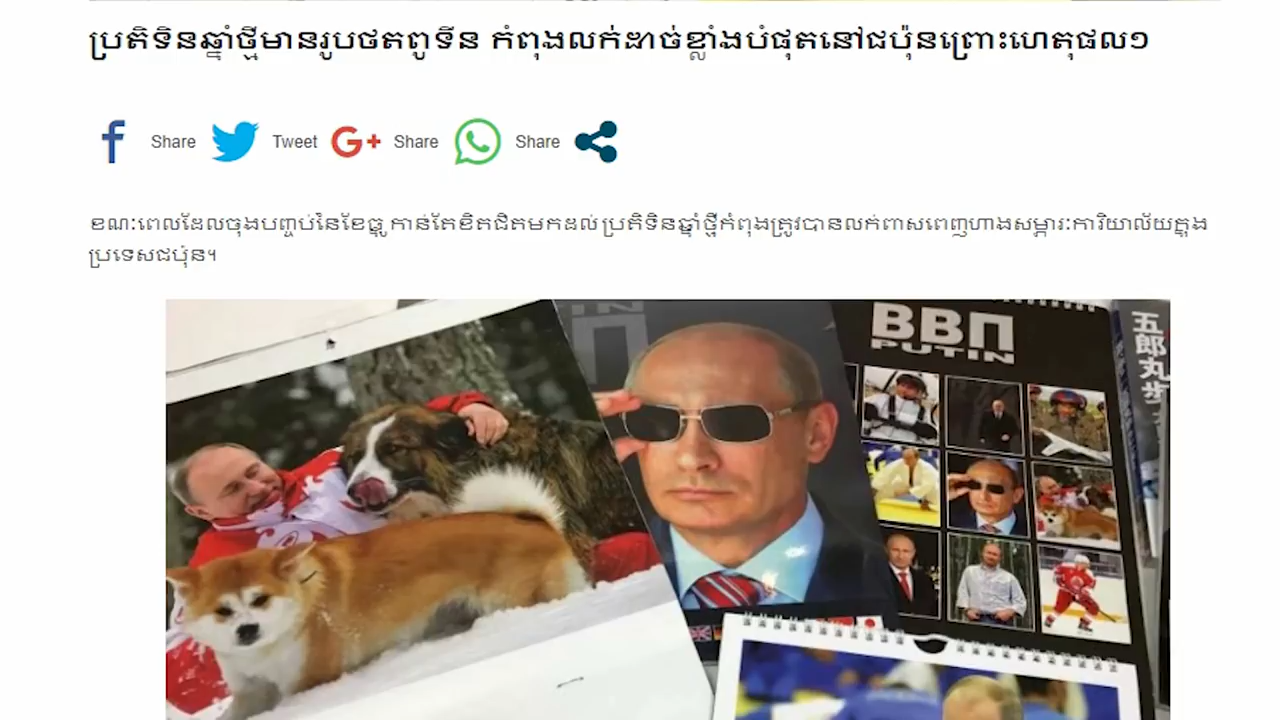 ប្រតិទិនឆ្នាំថ្មីមានរូបថតពូទីន កំពុងលក់ដាច់ខ្លាំងបំផុតនៅជប៉ុនព្រោះហេតុផល១
Share Tweet Share Share
ខណៈពេលដែលចុងបញ្ចប់នៃខែធ្នូ កាន់តែខិតជិតមកដល់ ប្រតិទិនឆ្នាំថ្មីកំពុងត្រូវបានលក់ពាសពេញហាងសម្ភារៈការិយាល័យក្នុង
ប្រទេសជប៉ុន។
ВВП
PUTIN
五郎丸歩